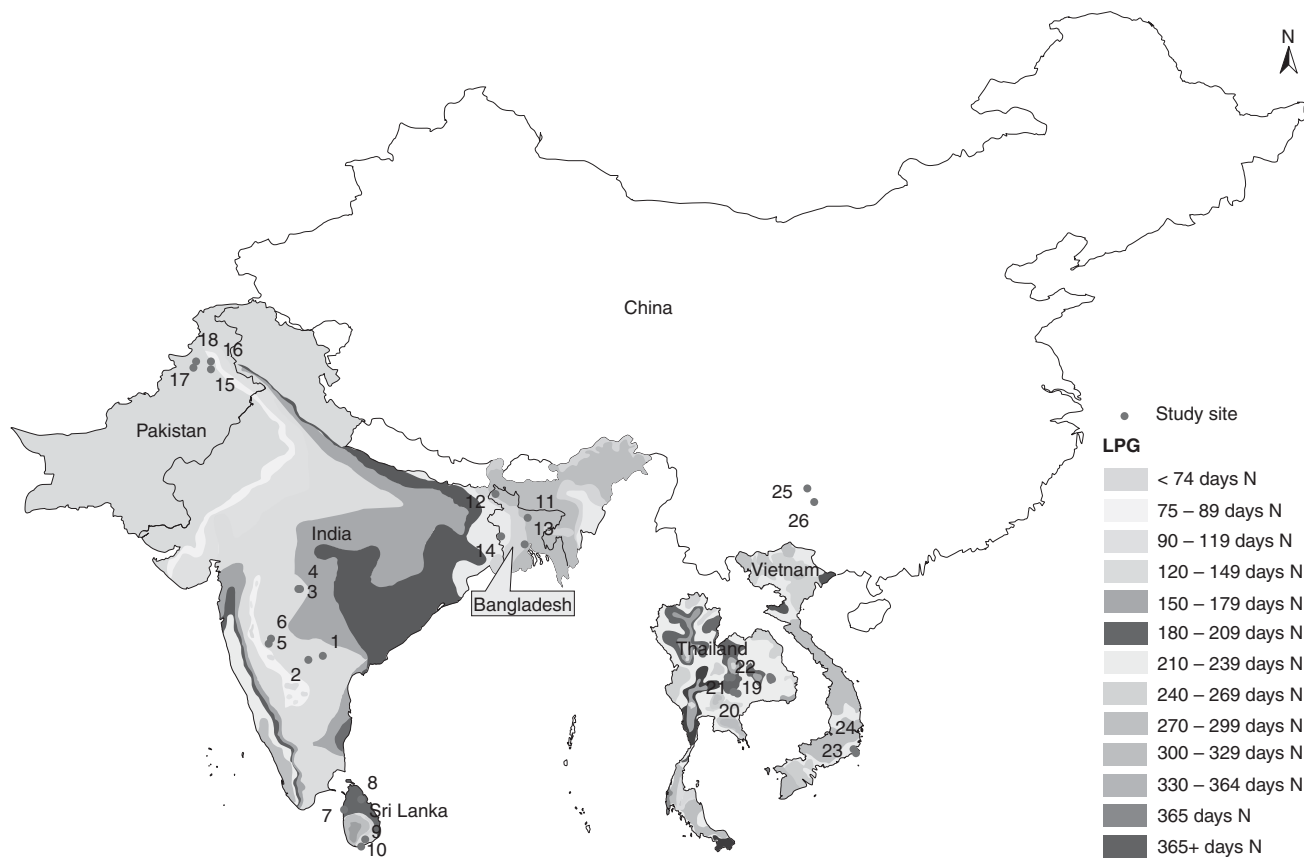 N
China
18
16
17
15
Pakistan
Study site
LPG
< 74 days N
75 – 89 days N
90 – 119 days N
120 – 149 days N
150 – 179 days N
180 – 209 days N
210 – 239 days N
240 – 269 days N
270 – 299 days N
300 – 329 days N
330 – 364 days N
365 days N
365+ days N
25
26
12
11
13
14
India
Bangladesh
Vietnam
4
3
6
5
1
2
Thailand
22
21
19
20
24
23
8
7
Sri Lanka
9
10